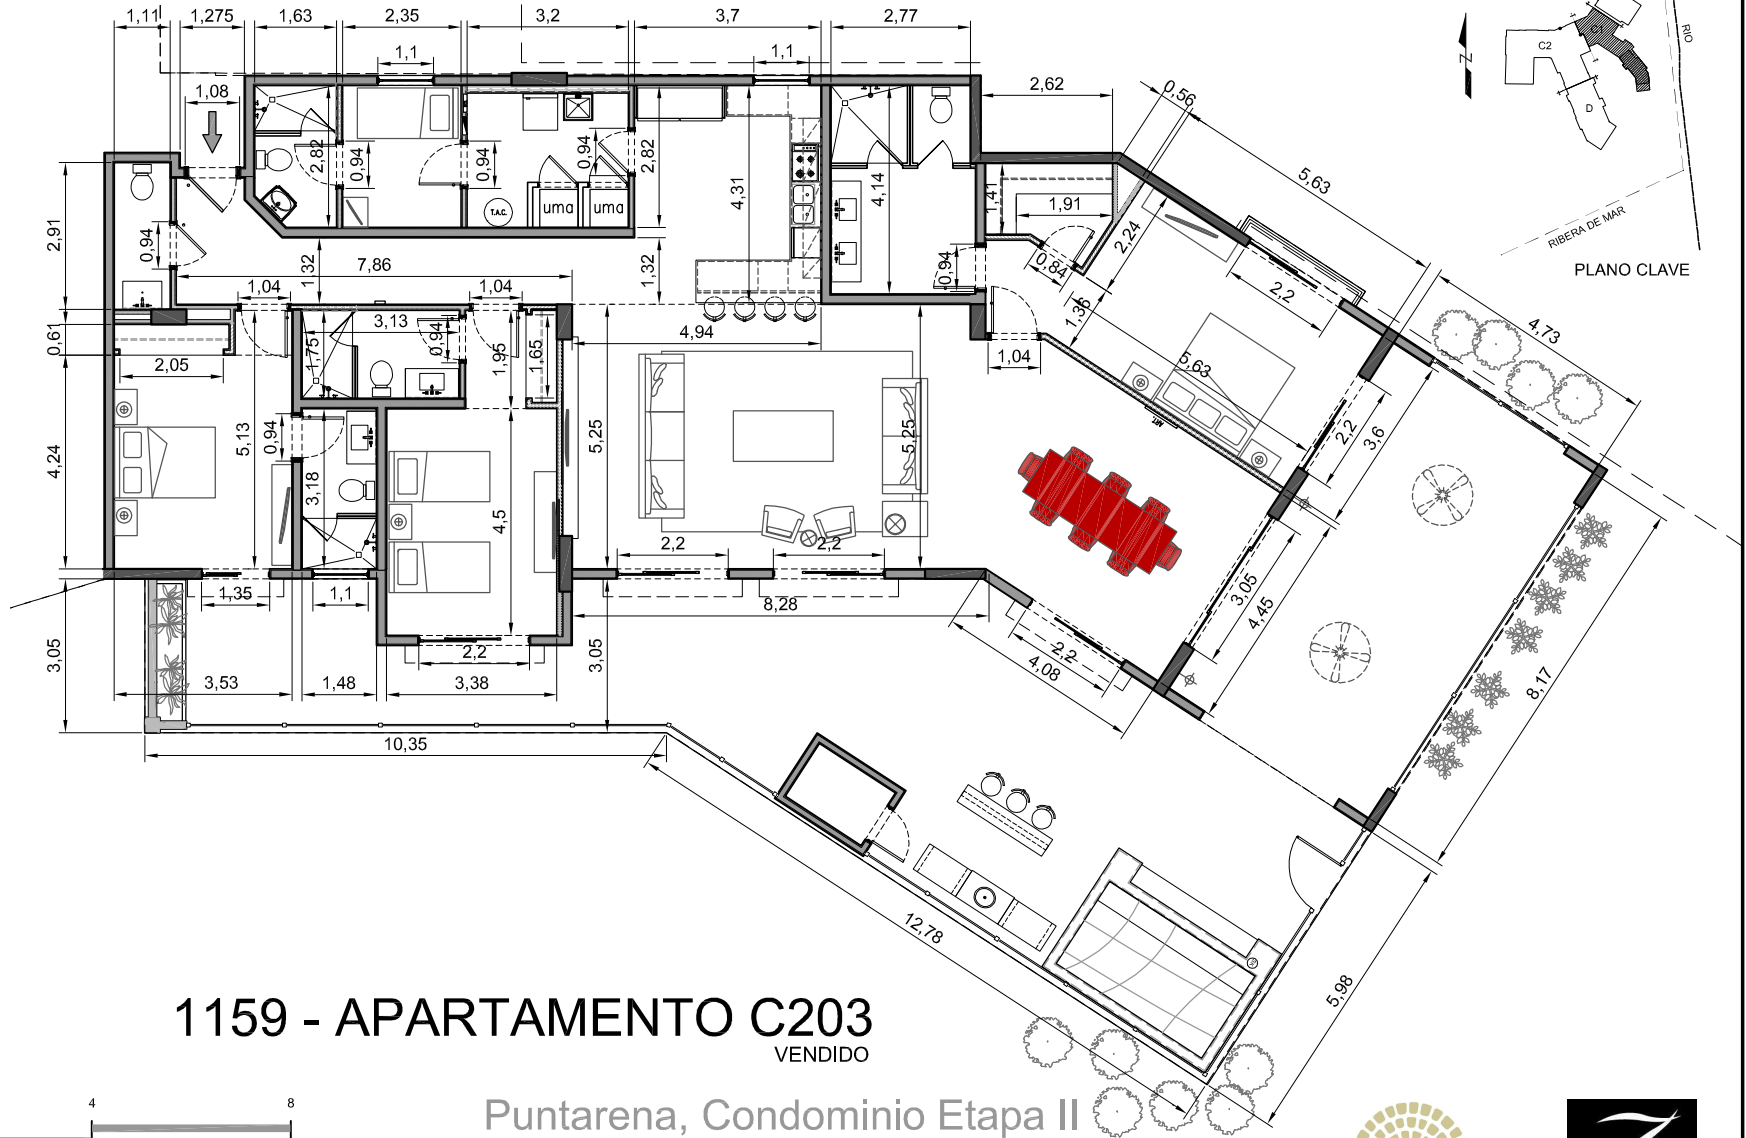 1,11 1,275 1,63 2,35 3,2 3,7 2,77
1,08 1,1 1,1 2,62 0,56
C2 C1 RIO
D
RIBERA DE MAR
PLANO CLAVE
N
2,82 0,94 0,94 0,94 2,82 4,31 4,14 1,41 1,91 5,63
T.A.C. uma uma
2,91 0,94 1,32 7,86 1,32 0,94 0,84 2,24 2,2
1,04 1,04 1,36
0,61 2,05 1,75 3,13 0,94 1,95 1,65 4,94 1,04 5,63 4,73
4,24 5,13 0,94 3,18 4,5 5,25 5,25 2,2 3,6
1,35 1,1 2,2 2,2 8,28 3,05 4,45
3,05 3,53 1,48 2,2 3,38 3,05 4,08 2,2 8,17
10,35
12,78 5,98
1159 - APARTAMENTO C203
VENDIDO
4 8
Puntarena, Condominio Etapa II